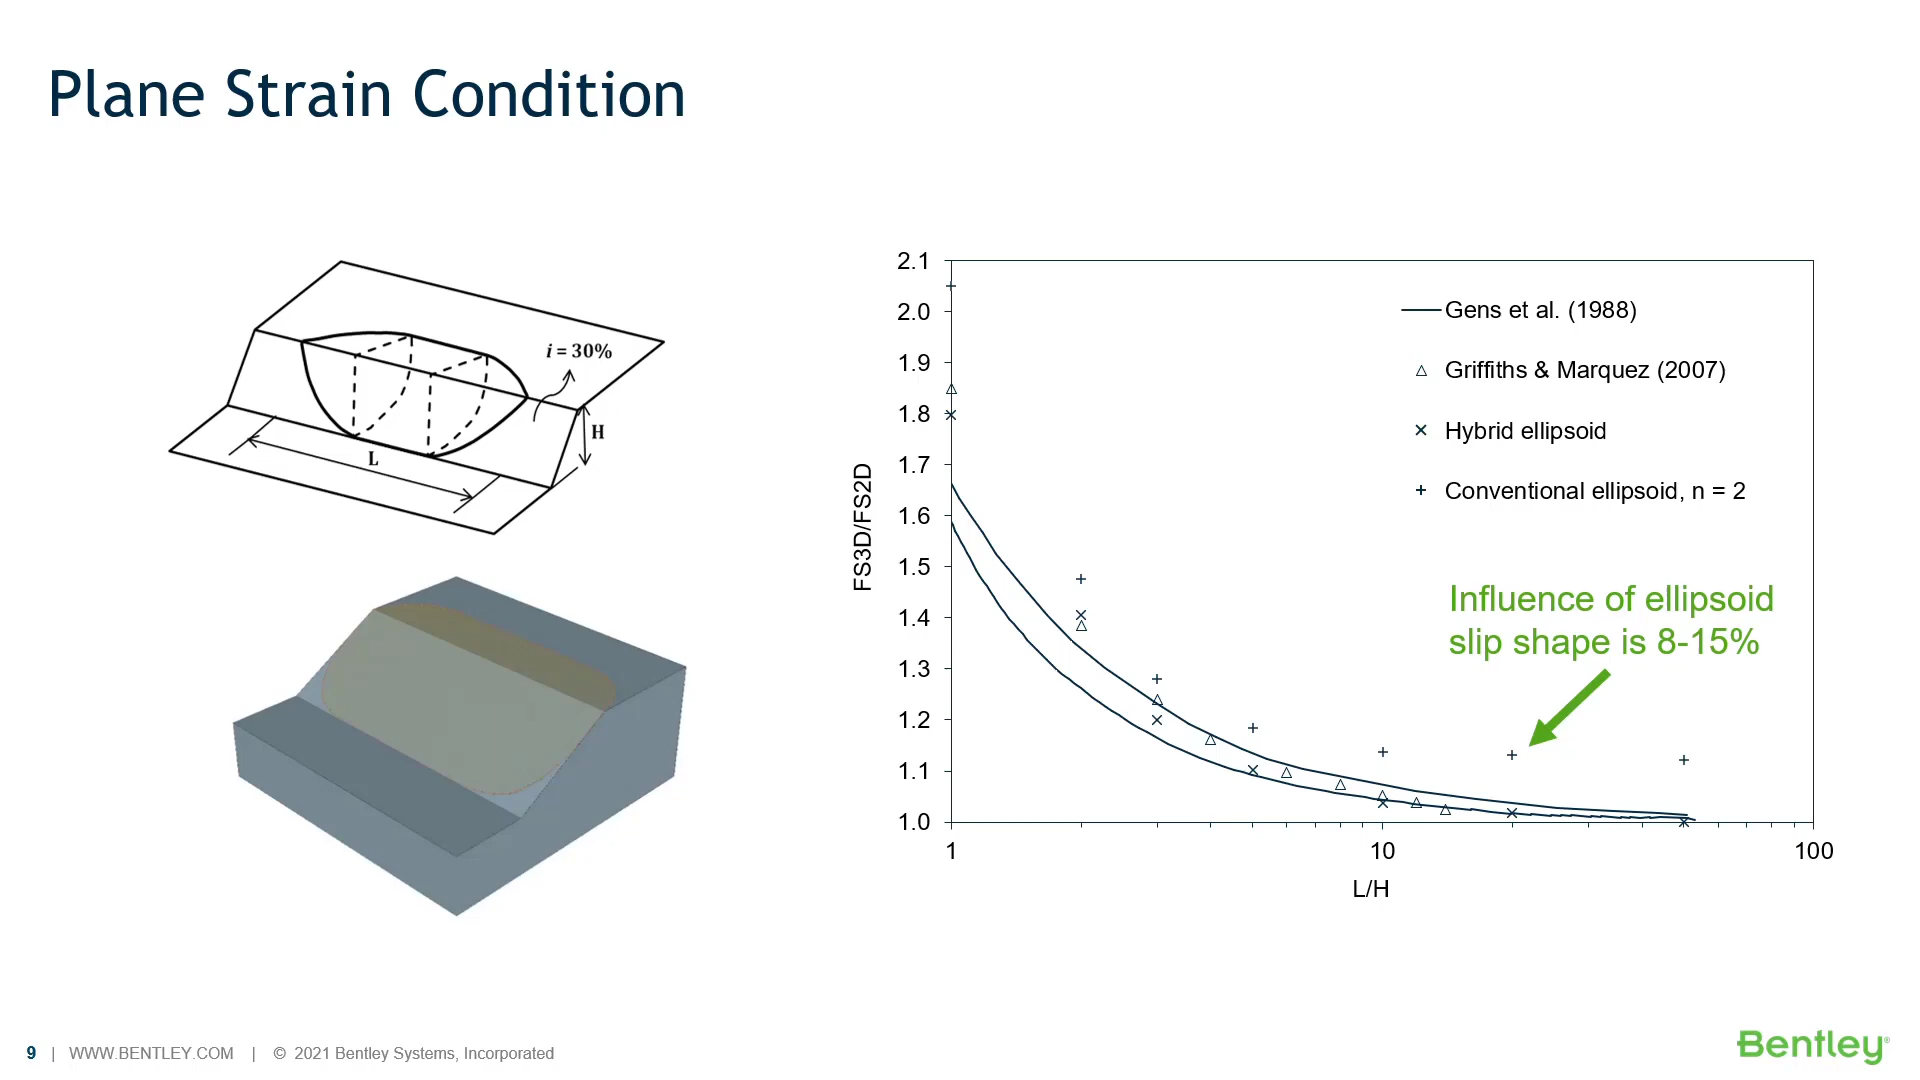 Plane Strain Condition
i = 30%
H
L
FS3D/FS2D
2.1
2.0
1.9
1.8
1.7
1.6
1.5
1.4
1.3
1.2
1.1
1.0
1
10
100
L/H
Gens et al. (1988)
Griffiths & Marquez (2007)
Hybrid ellipsoid
Conventional ellipsoid, n = 2
Influence of ellipsoid
slip shape is 8-15%
9 | WWW.BENTLEY.COM | © 2021 Bentley Systems, Incorporated
Bentley®